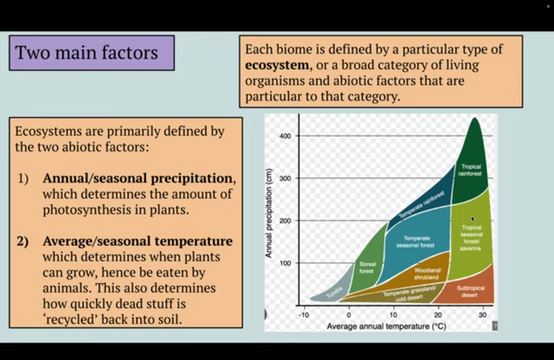 Two main factors
Each biome is defined by a particular type of
ecosystem, or a broad category of living
organisms and abiotic factors that are
particular to that category.
Ecosystems are primarily defined by
the two abiotic factors:
1) Annual/seasonal precipitation,
which determines the amount of
photosynthesis in plants.
2) Average/seasonal temperature
which determines when plants
can grow, hence be eaten by
animals. This also determines
how quickly dead stuff is
‘recycled’ back into soil.
Annual precipitation (cm)
400
300
200
100
Tropical
rainforest
Temperate rainforest
Temperate
seasonal forest
Tropical
seasonal
forest/
savanna
Boreal
forest
Woodland/
shrubland
Tundra
Temperate grassland/
cold desert
Subtropical
desert
-10 0 10 20 30
Average annual temperature (°C)